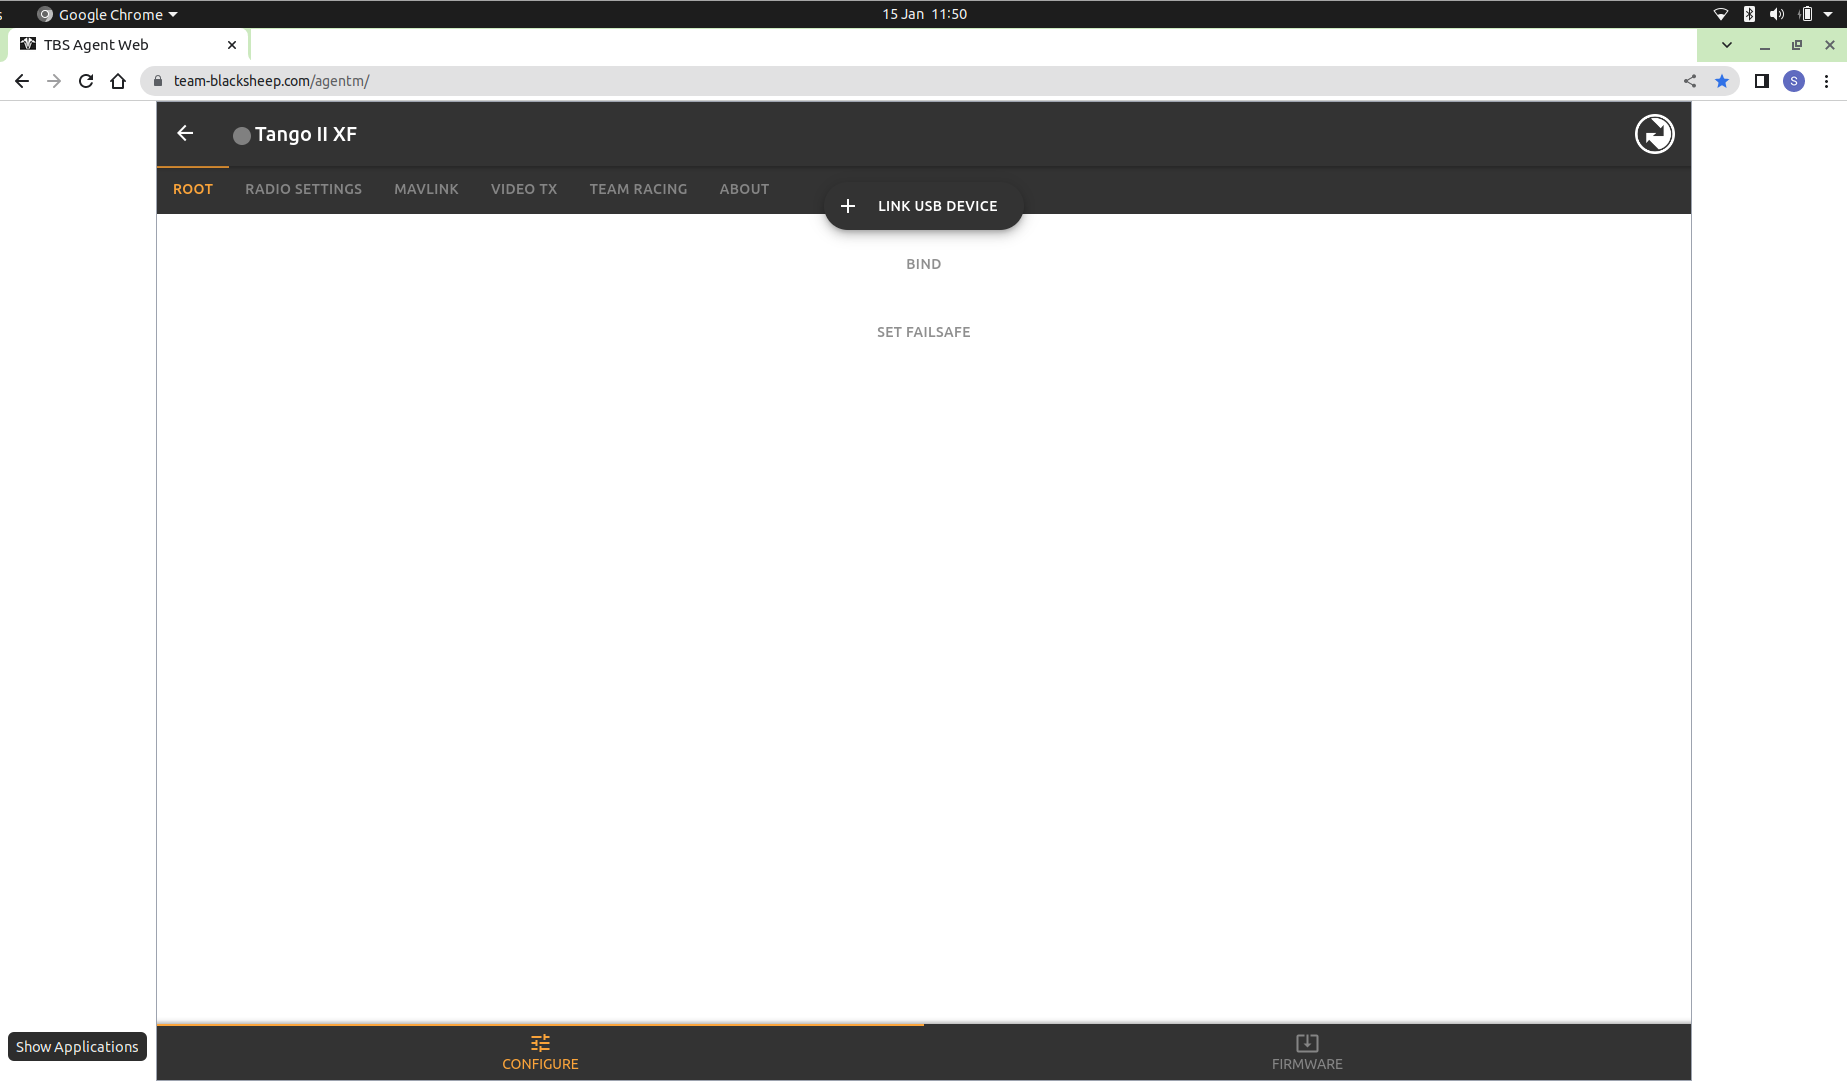 Google Chrome
15 Jan 11:50
TBS Agent Web
team-blacksheep.com/agentm/
S
Tango II XF
ROOT RADIO SETTINGS MAVLINK VIDEO TX TEAM RACING ABOUT
LINK USB DEVICE
BIND
SET FAILSAFE
Show Applications
CONFIGURE
FIRMWARE